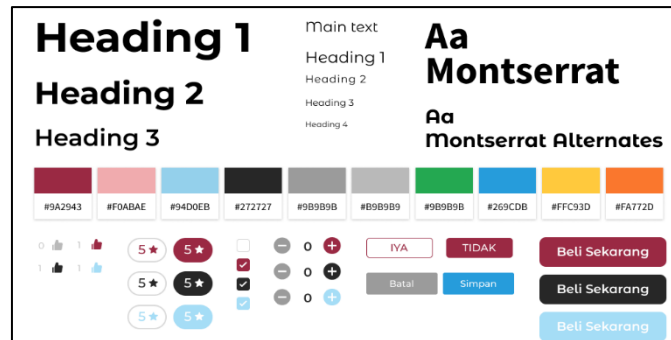 Heading 1
Heading 2
Heading 3
Main text
Heading 1
Heading 2
Heading 3
Heading 4
Aa
Montserrat
Aa
Montserrat Alternates
#9A2943 #F0ABAE #94D0EB #272727 #9B9B9B #B9B9B9 #9B9B9B #269CDB #FFC93D #FA772D
0 1 5 5 0 IYA TIDAK Beli Sekarang
1 1 5 5 0 Batal Simpan Beli Sekarang
5 5 0 Beli Sekarang